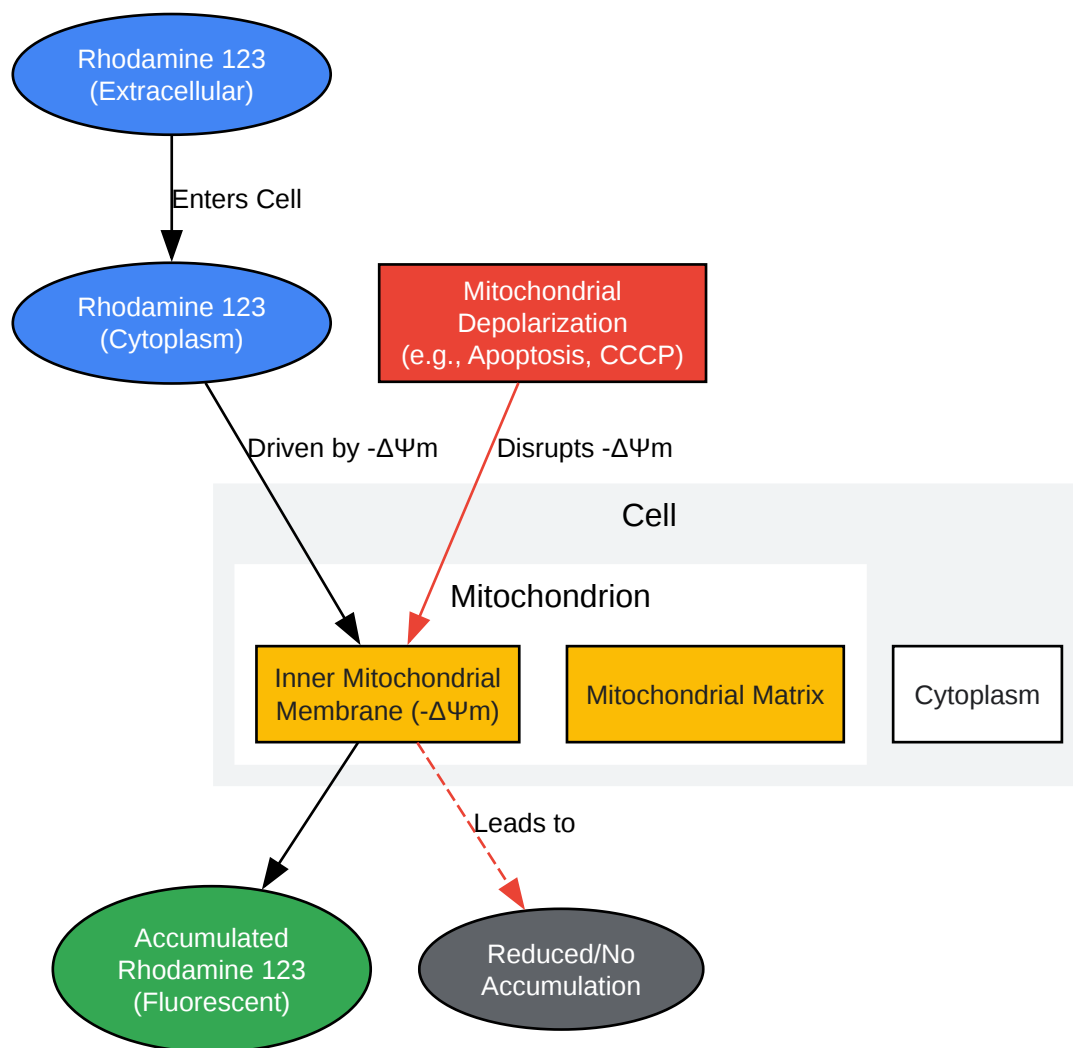 Rhodamine 123
(Extracellular)
Enters Cell
Rhodamine 123
(Cytoplasm)
Mitochondrial
Depolarization
(e.g., Apoptosis, CCCP)
Driven by -ΔΨm
Disrupts -ΔΨm
Cell
Mitochondrion
Inner Mitochondrial
Membrane (-ΔΨm)
Mitochondrial Matrix
Cytoplasm
Leads to
Accumulated
Rhodamine 123
(Fluorescent)
Reduced/No
Accumulation